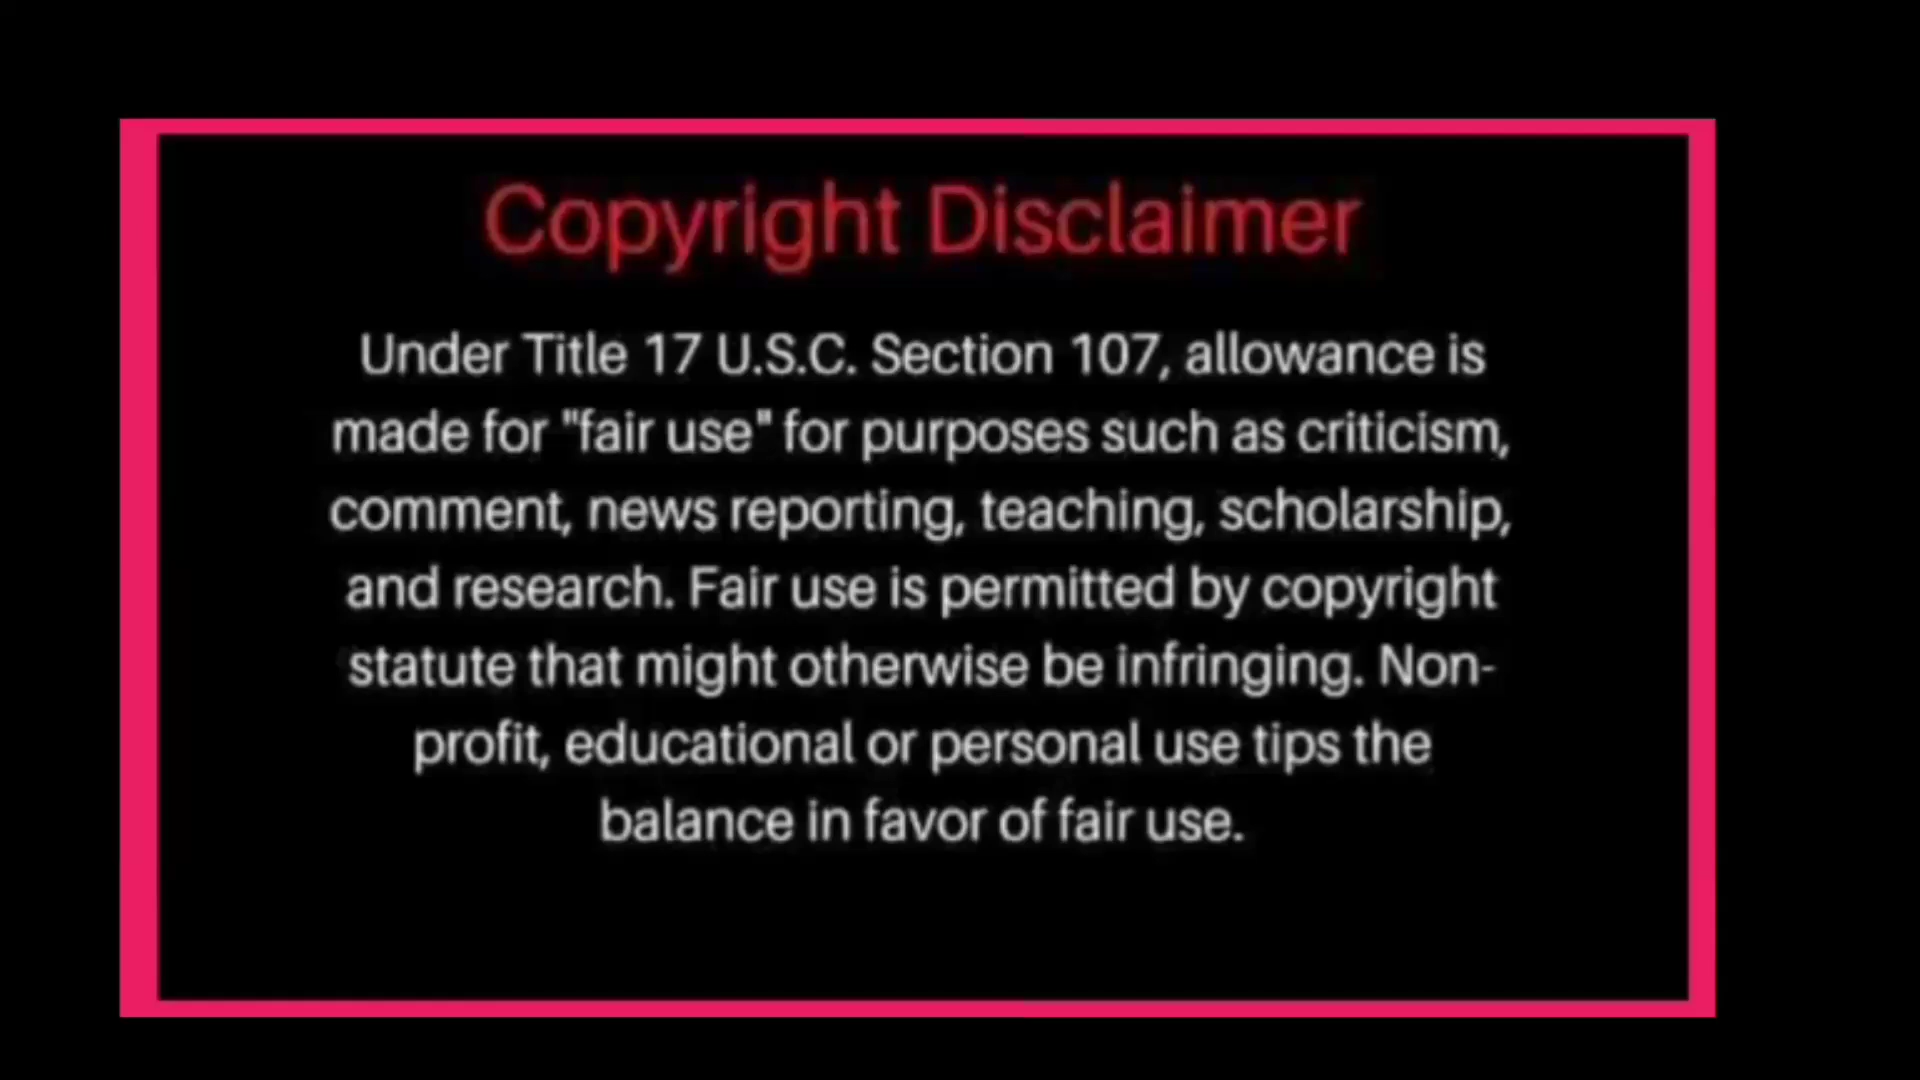 Copyright Disclaimer
Under Title 17 U.S.C. Section 107, allowance is
made for "fair use" for purposes such as criticism,
comment, news reporting, teaching, scholarship,
and research. Fair use is permitted by copyright
statute that might otherwise be infringing. Non-
profit, educational or personal use tips the
balance in favor of fair use.